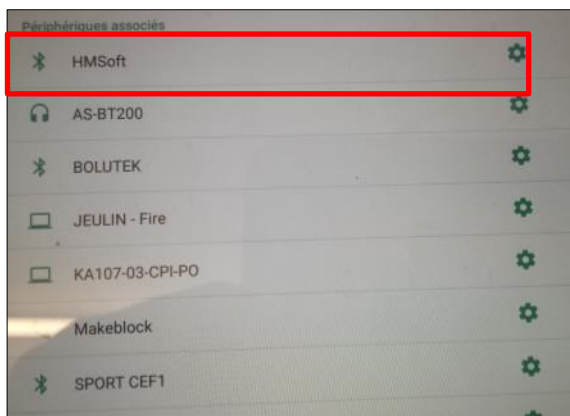 Périphériques associés
HMSoft
AS-BT200
BOLUTEK
JEULIN - Fire
KA107-03-CPI-PO
Makeblock
SPORT CEF1